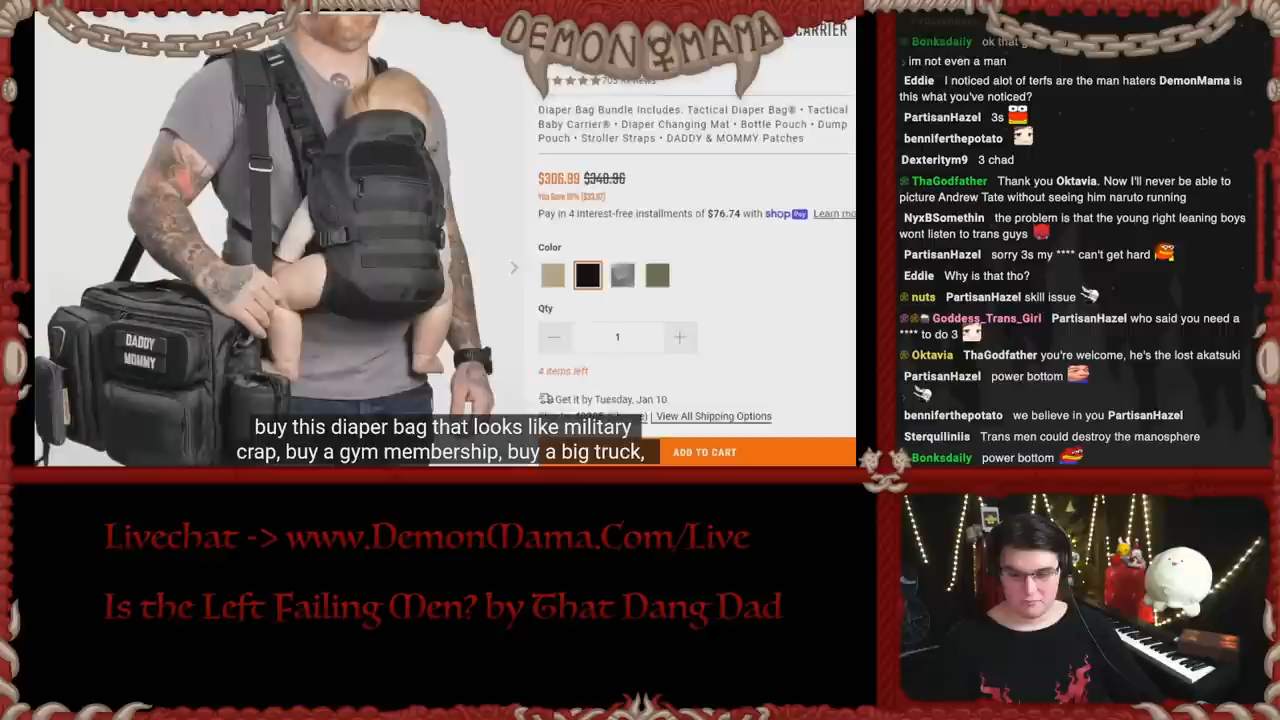 DEMON MAMA
CARRIER
Diaper Bag Bundle Includes. Tactical Diaper Bag® • Tactical
Baby Carrier® • Diaper Changing Mat • Bottle Pouch • Dump
Pouch • Stroller Straps • DADDY & MOMMY Patches
$306.99 $340.96
Pay in 4 interest-free installments of $76.74 with shop Pay Learn mo
Color
Qty
1
4 items left
Get it by Tuesday, Jan 10
| View All Shipping Options
ADD TO CART
DADDY
MOMMY
buy this diaper bag that looks like military
crap, buy a gym membership, buy a big truck,
Bonksdaily ok that
im not even a man
Eddie I noticed alot of terfs are the man haters DemonMama is
this what you've noticed?
PartisanHazel 3s
benniferthepotato
Dexteritym9 3 chad
ThaGodfather Thank you Oktavia. Now I'll never be able to
picture Andrew Tate without seeing him naruto running
NyxBSomethin the problem is that the young right leaning boys
wont listen to trans guys
PartisanHazel sorry 3s my **** can't get hard
Eddie Why is that tho?
nuts PartisanHazel skill issue
Goddess_Trans_Girl PartisanHazel who said you need a
**** to do 3
Oktavia ThaGodfather you're welcome, he's the lost akatsuki
PartisanHazel power bottom
benniferthepotato we believe in you PartisanHazel
Sterquiliniis Trans men could destroy the manosphere
Bonksdaily power bottom
Livechat -> www.DemonMama.Com/Live
Is the Left Failing Men? by That Dang Dad